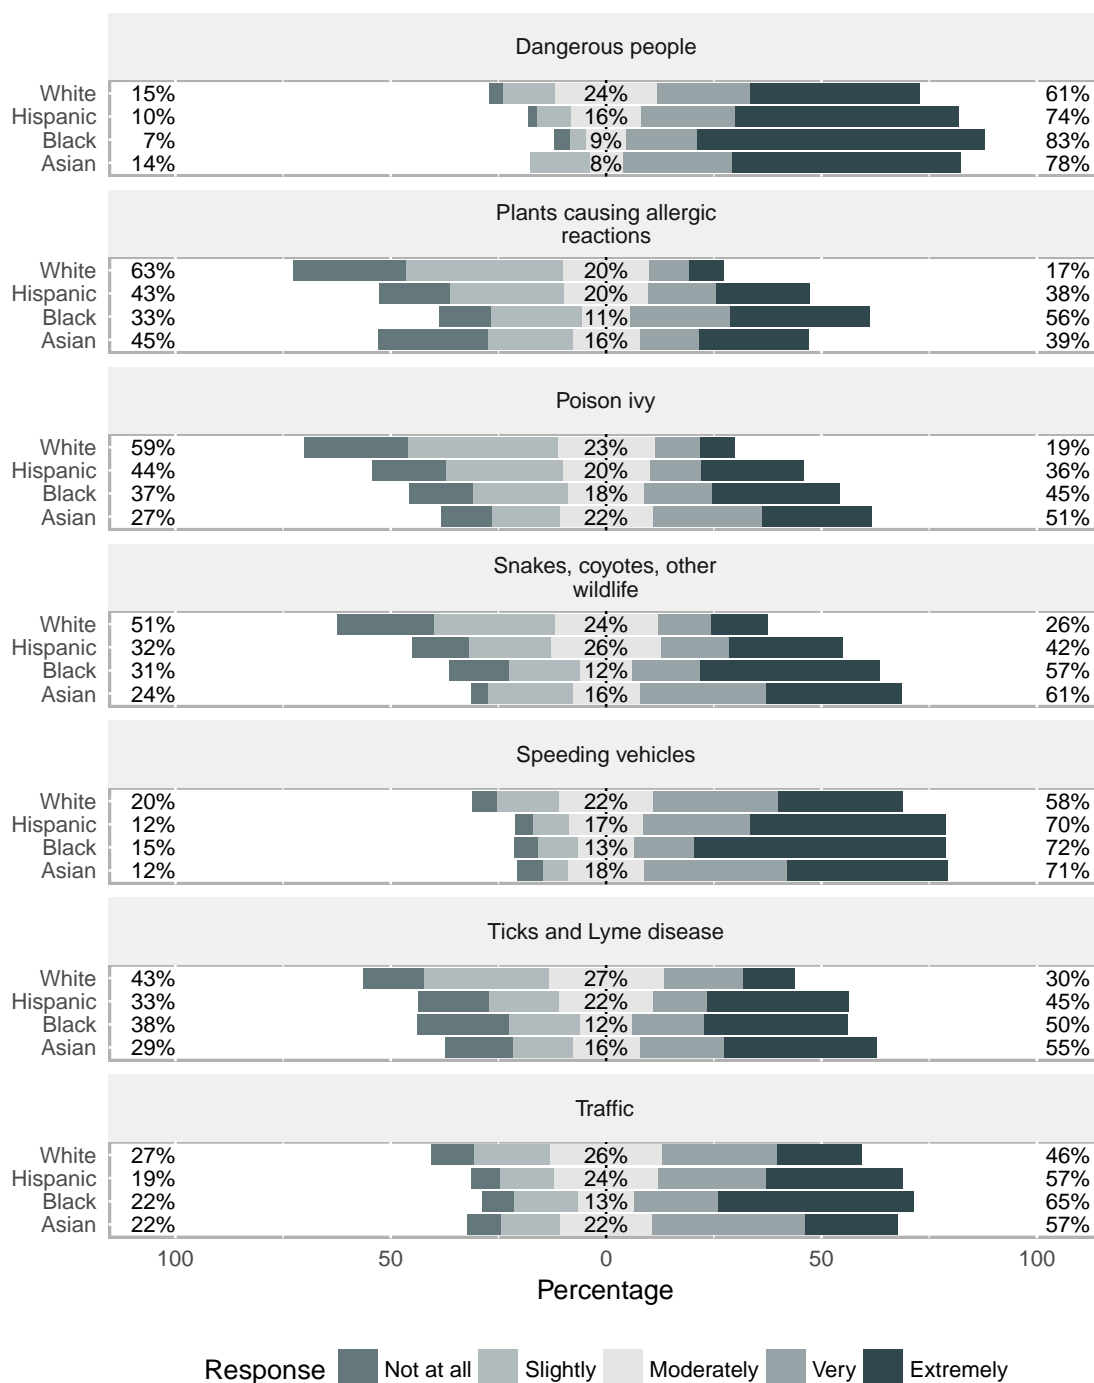 Dangerous people
White 15% 24% 61%
Hispanic 10% 16% 74%
Black 7% 9% 83%
Asian 14% 8% 78%
Plants causing allergic
reactions
White 63% 20% 17%
Hispanic 43% 20% 38%
Black 33% 11% 56%
Asian 45% 16% 39%
Poison ivy
White 59% 23% 19%
Hispanic 44% 20% 36%
Black 37% 18% 45%
Asian 27% 22% 51%
Snakes, coyotes, other
wildlife
White 51% 24% 26%
Hispanic 32% 26% 42%
Black 31% 12% 57%
Asian 24% 16% 61%
Speeding vehicles
White 20% 22% 58%
Hispanic 12% 17% 70%
Black 15% 13% 72%
Asian 12% 18% 71%
Ticks and Lyme disease
White 43% 27% 30%
Hispanic 33% 22% 45%
Black 38% 12% 50%
Asian 29% 16% 55%
Traffic
White 27% 26% 46%
Hispanic 19% 24% 57%
Black 22% 13% 65%
Asian 22% 22% 57%
100 50 0 50 100
Percentage
Response Not at all Slightly Moderately Very Extremely